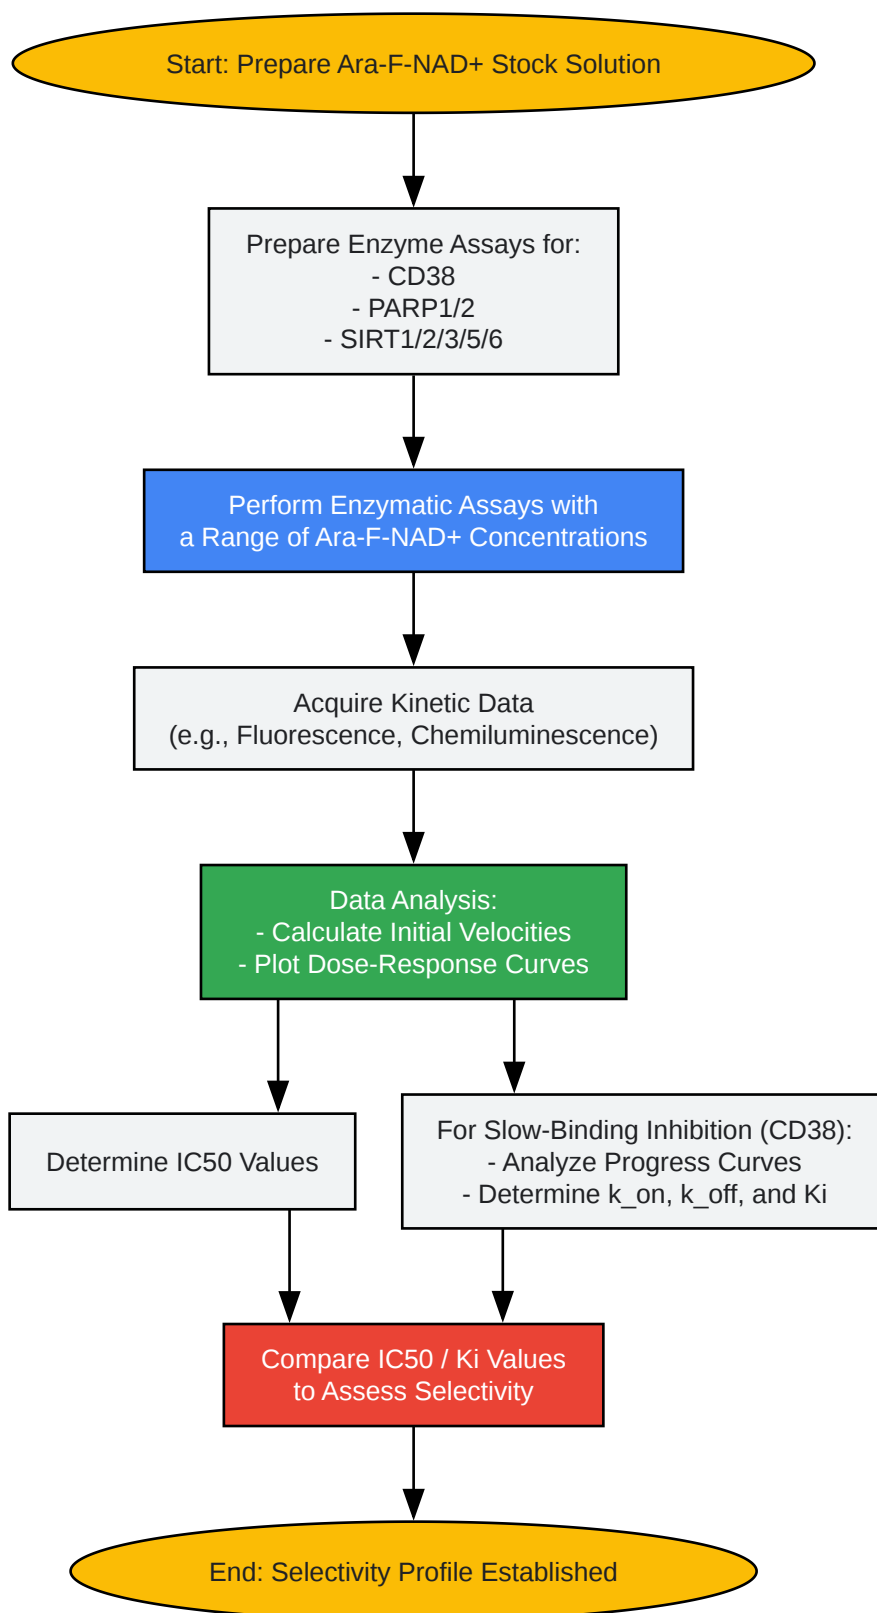 Start: Prepare Ara-F-NAD+ Stock Solution
Prepare Enzyme Assays for:
- CD38
- PARP1/2
- SIRT1/2/3/5/6
Perform Enzymatic Assays with
a Range of Ara-F-NAD+ Concentrations
Acquire Kinetic Data
(e.g., Fluorescence, Chemiluminescence)
Data Analysis:
- Calculate Initial Velocities
- Plot Dose-Response Curves
Determine IC50 Values
For Slow-Binding Inhibition (CD38):
- Analyze Progress Curves
- Determine k_on, k_off, and Ki
Compare IC50 / Ki Values
to Assess Selectivity
End: Selectivity Profile Established